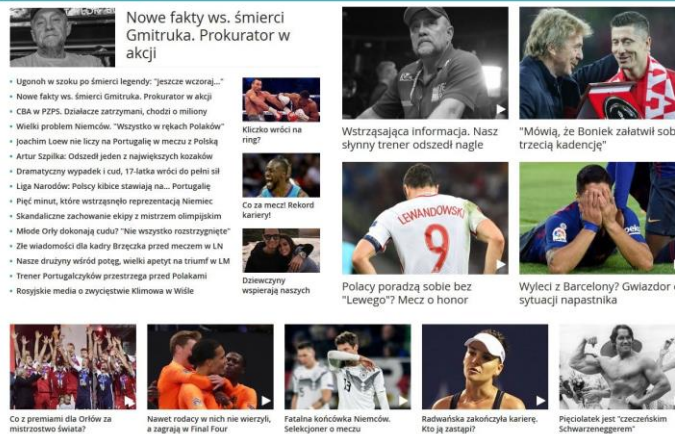 Nowe fakty ws. śmierci
Gmitruka. Prokurator w
akcji
Ugonoh w szoku po śmierci legendy: "jeszcze wczoraj..."
Nowe fakty ws. śmierci Gmitruka. Prokurator w akcji
CBA w PZPS. Działacze zatrzymani, chodzi o miliony
Wielki problem Niemców. "Wszystko w rękach Polaków"
Joachim Loew nie liczy na Portugalię w meczu z Polską
Artur Szpilka: Odszedł jeden z największych kozaków
Dramatyczny wypadek i cud, 17-latka wróci do pełni sił
Liga Narodów: Polscy kibice stawiają na... Portugalię
Pięć minut, które wstrząsnęło reprezentacją Niemiec
Skandaliczne zachowanie ekipy z mistrzem olimpijskim
Młode Orły dokonają cudu? "Nie wszystko rozstrzygnięte"
Złe wiadomości dla kadry Brzęczka przed meczem w LN
Nasze drużyny wśród potęg, wielki apetyt na triumf w LM
Trener Portugalczyków przestrzega przed Polakami
Rosyjskie media o zwycięstwie Klimowa w Wiśle
Kliczko wróci na
ring?
Co za mecz! Rekord
kariery!
Dziewczyny
wspierają naszych
Wstrząsająca informacja. Nasz
słynny trener odszedł nagle
"Mówią, że Boniek załatwił sob
trzecią kadencję"
LEWANDOWSKI
9
Polacy poradzą sobie bez
"Lewego"? Mecz o honor
Wyleci z Barcelony? Gwiazdor
sytuacji napastnika
Co z premiami dla Orłów za
mistrzostwo świata?
Nawet rodacy w nich nie wierzyli,
a zagrają w Final Four
Fatalna końcówka Niemców.
Selekcjoner o meczu
Radwańska zakończyła karierę.
Kto ją zastąpi?
Pięciolatek jest "czeczeńskim
Schwarzeneggerem"